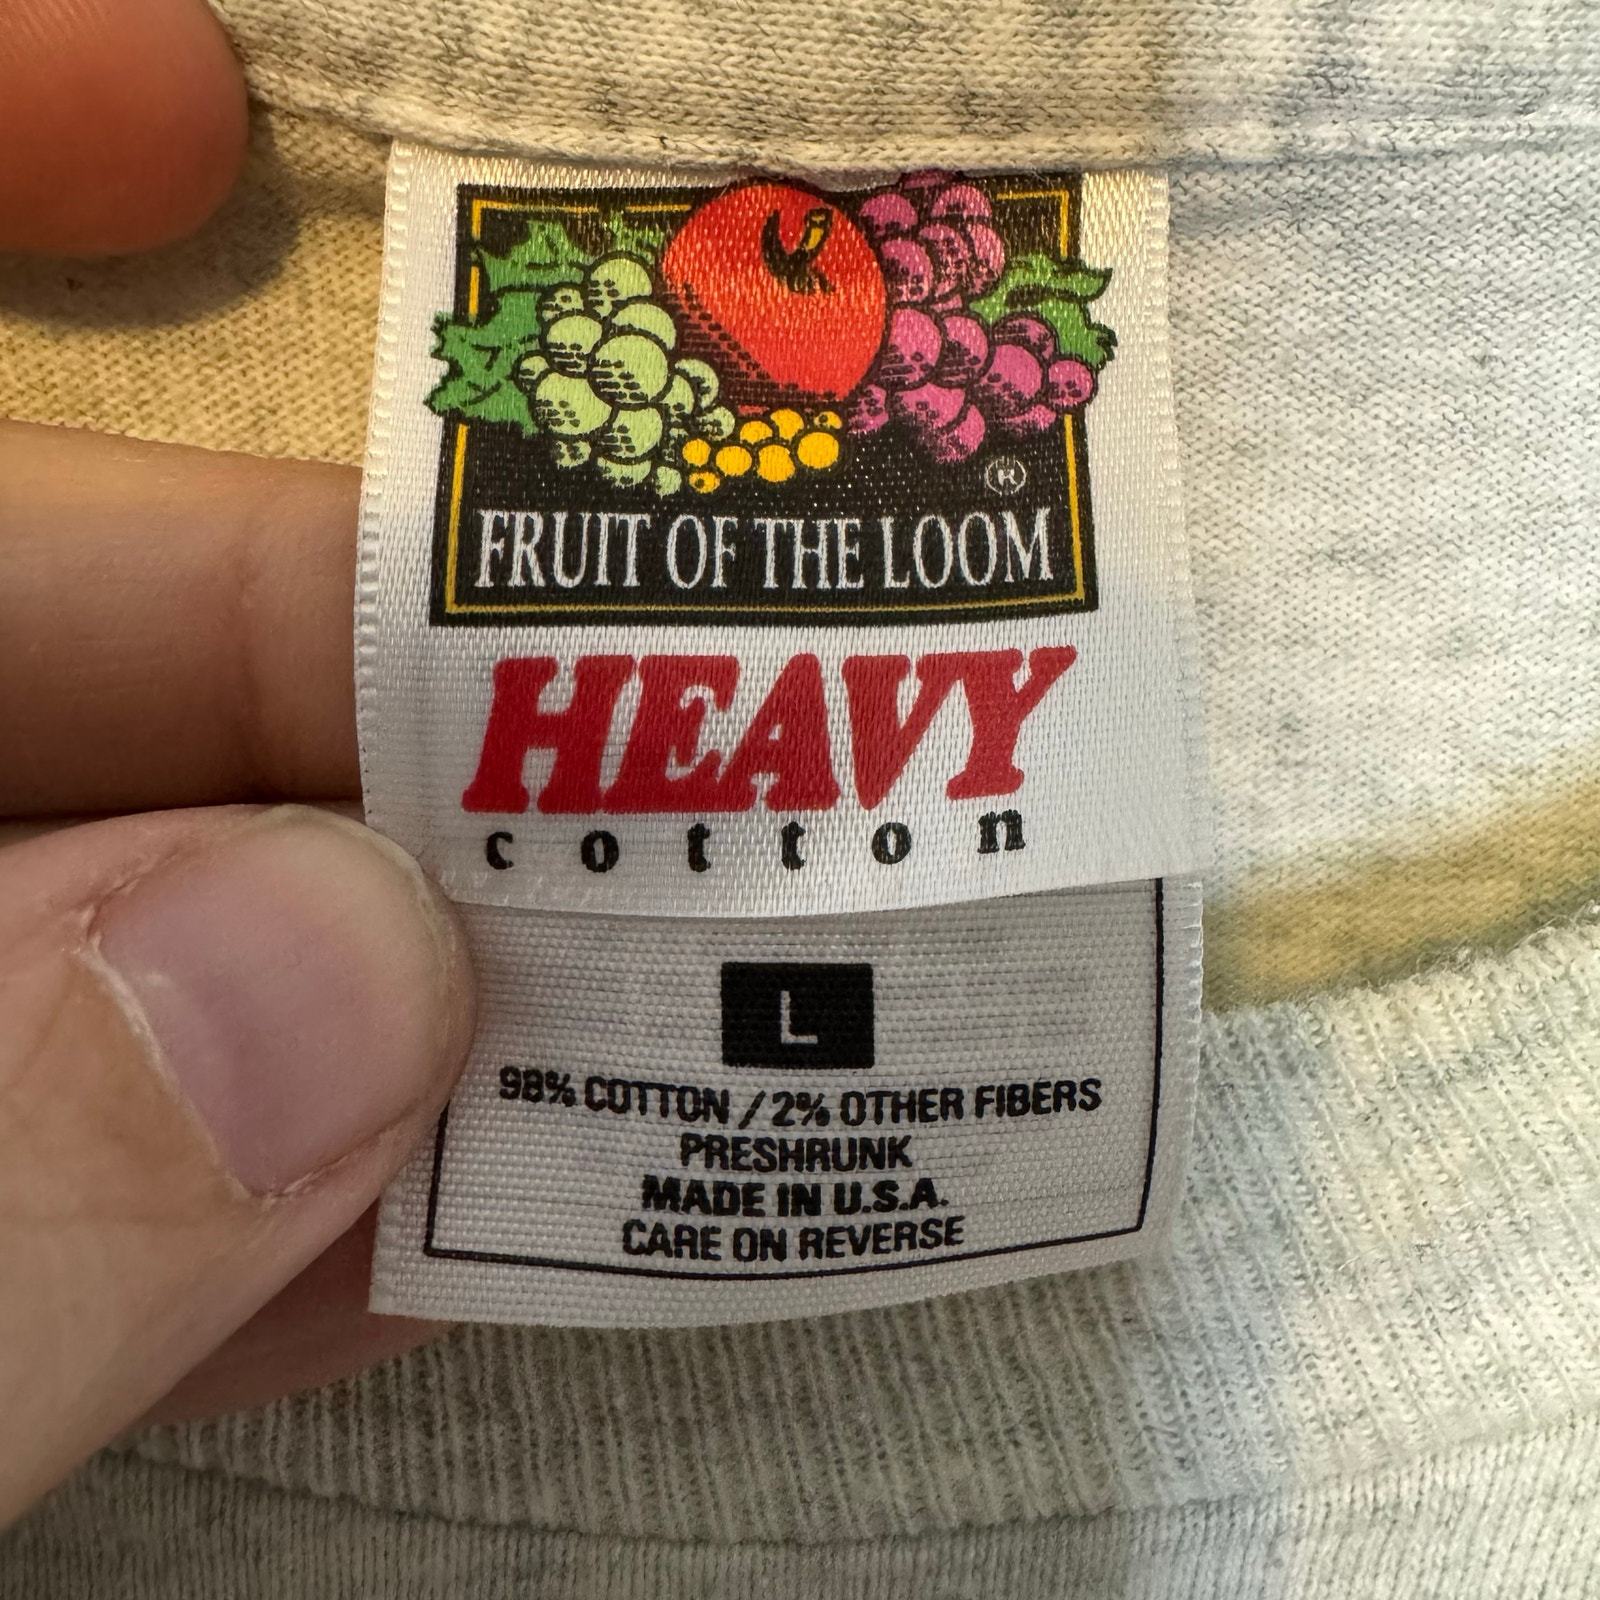 ®
FRUIT OF THE LOOM
HEAVY
cotton
L
98% COTTON / 2% OTHER FIBERS
PRESHRUNK
MADE IN U.S.A.
CARE ON REVERSE